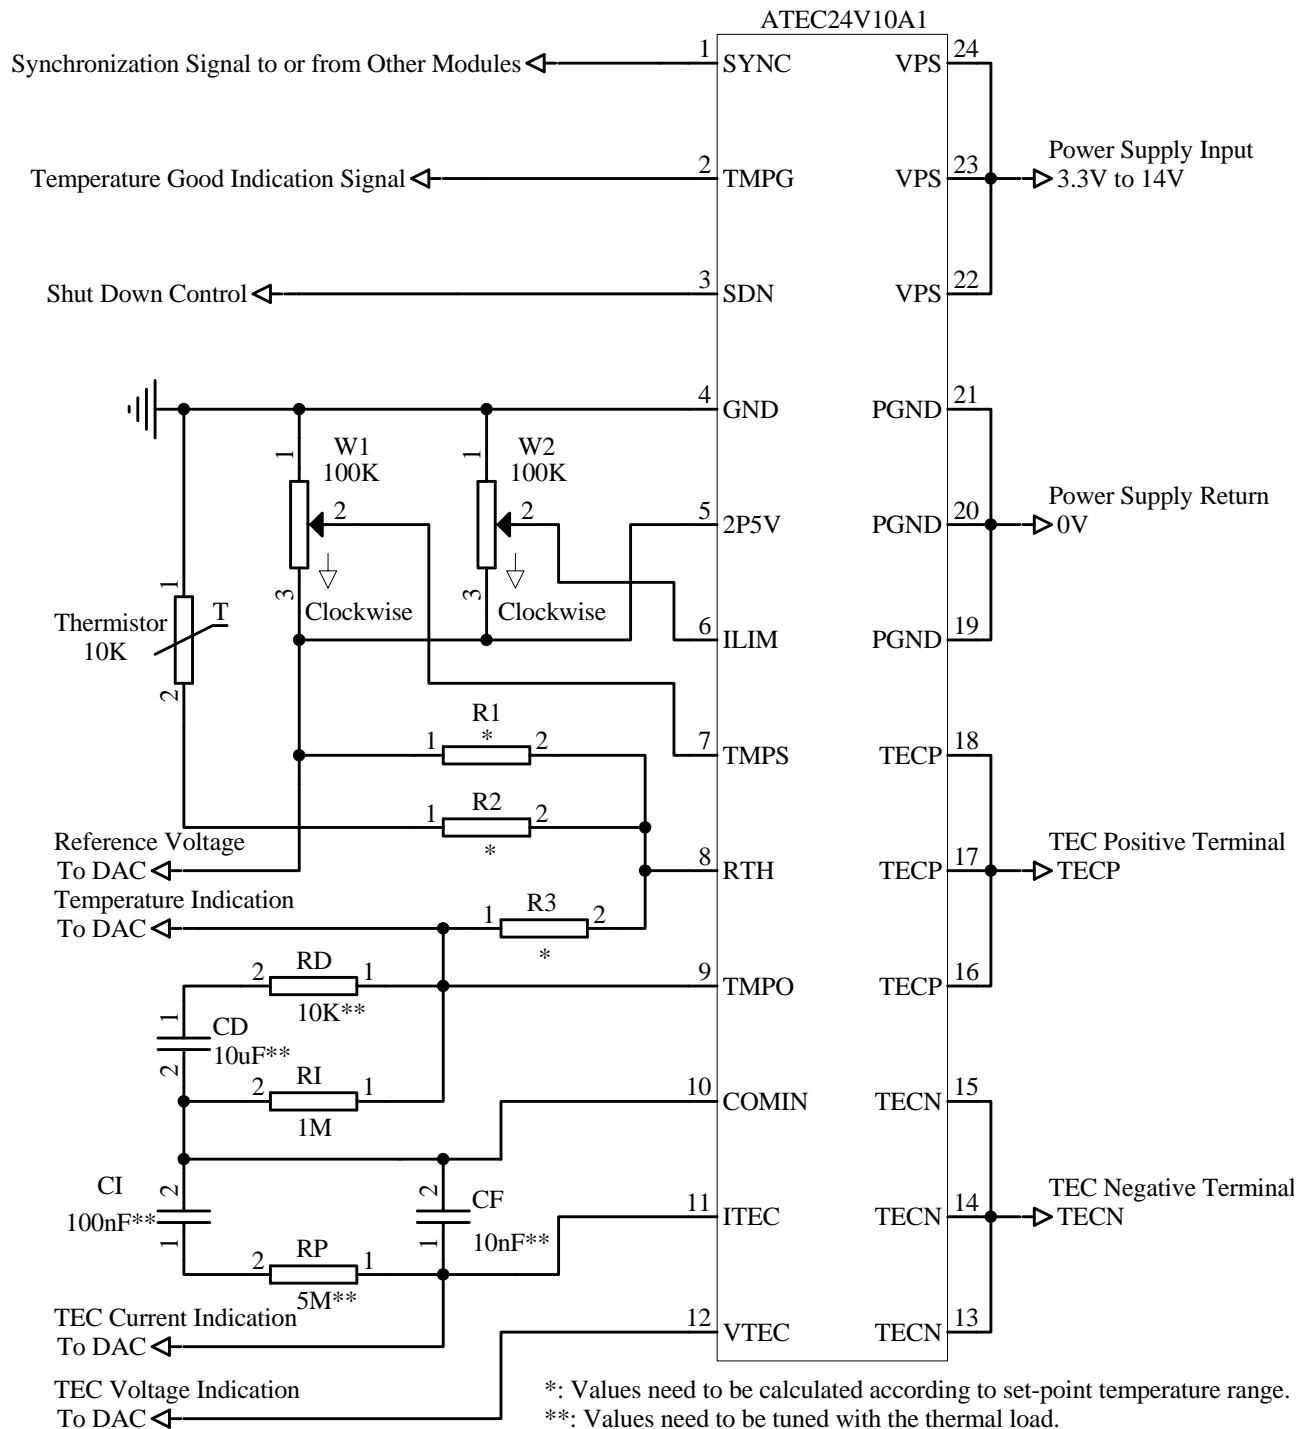 ATEC24V10A1
Synchronization Signal to or from Other Modules
1
SYNC
VPS
24
Temperature Good Indication Signal
2
TMPG
VPS
23
Power Supply Input
3.3V to 14V
Shut Down Control
3
SDN
VPS
22
4
GND
PGND
21
1
W1
100K
1
W2
100K
2
2
5
2P5V
PGND
20
Power Supply Return
0V
3
Clockwise
3
Clockwise
1
Thermistor
10K
T
2
6
ILIM
PGND
19
R1
1
*
2
7
TMPS
TECP
18
R2
1
2
*
Reference Voltage
To DAC
8
RTH
TECP
17
TEC Positive Terminal
TECP
Temperature Indication
To DAC
R3
1
2
*
RD
2
1
10K**
9
TMPO
TECP
16
1
CD
10uF**
2
RI
2
1
1M
10
COMIN
TECN
15
CI
100nF**
2
1
2
CF
10nF**
1
11
ITEC
TECN
14
TEC Negative Terminal
TECN
RP
2
1
5M**
TEC Current Indication
To DAC
12
VTEC
TECN
13
TEC Voltage Indication
To DAC
*: Values need to be calculated according to set-point temperature range.
**: Values need to be tuned with the thermal load.